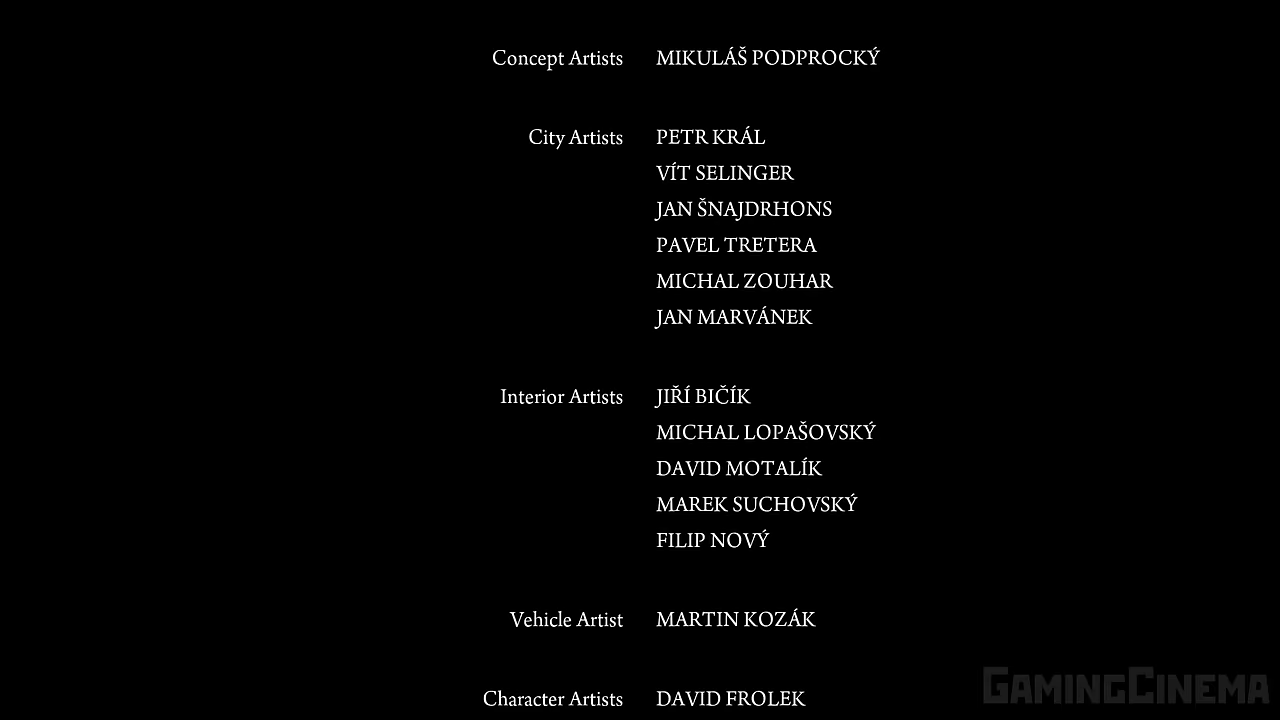 Concept Artists MIKULÁŠ PODPROCKÝ
City Artists PETR KRÁL
VÍT SELINGER
JAN ŠNAJDRHONS
PAVEL TRETERA
MICHAL ZOUHAR
JAN MARVÁNEK
Interior Artists JIŘÍ BIČÍK
MICHAL LOPAŠOVSKÝ
DAVID MOTALÍK
MAREK SUCHOVSKÝ
FILIP NOVÝ
Vehicle Artist MARTIN KOZÁK
Character Artists DAVID FROLEK
GAMINGCINEMA